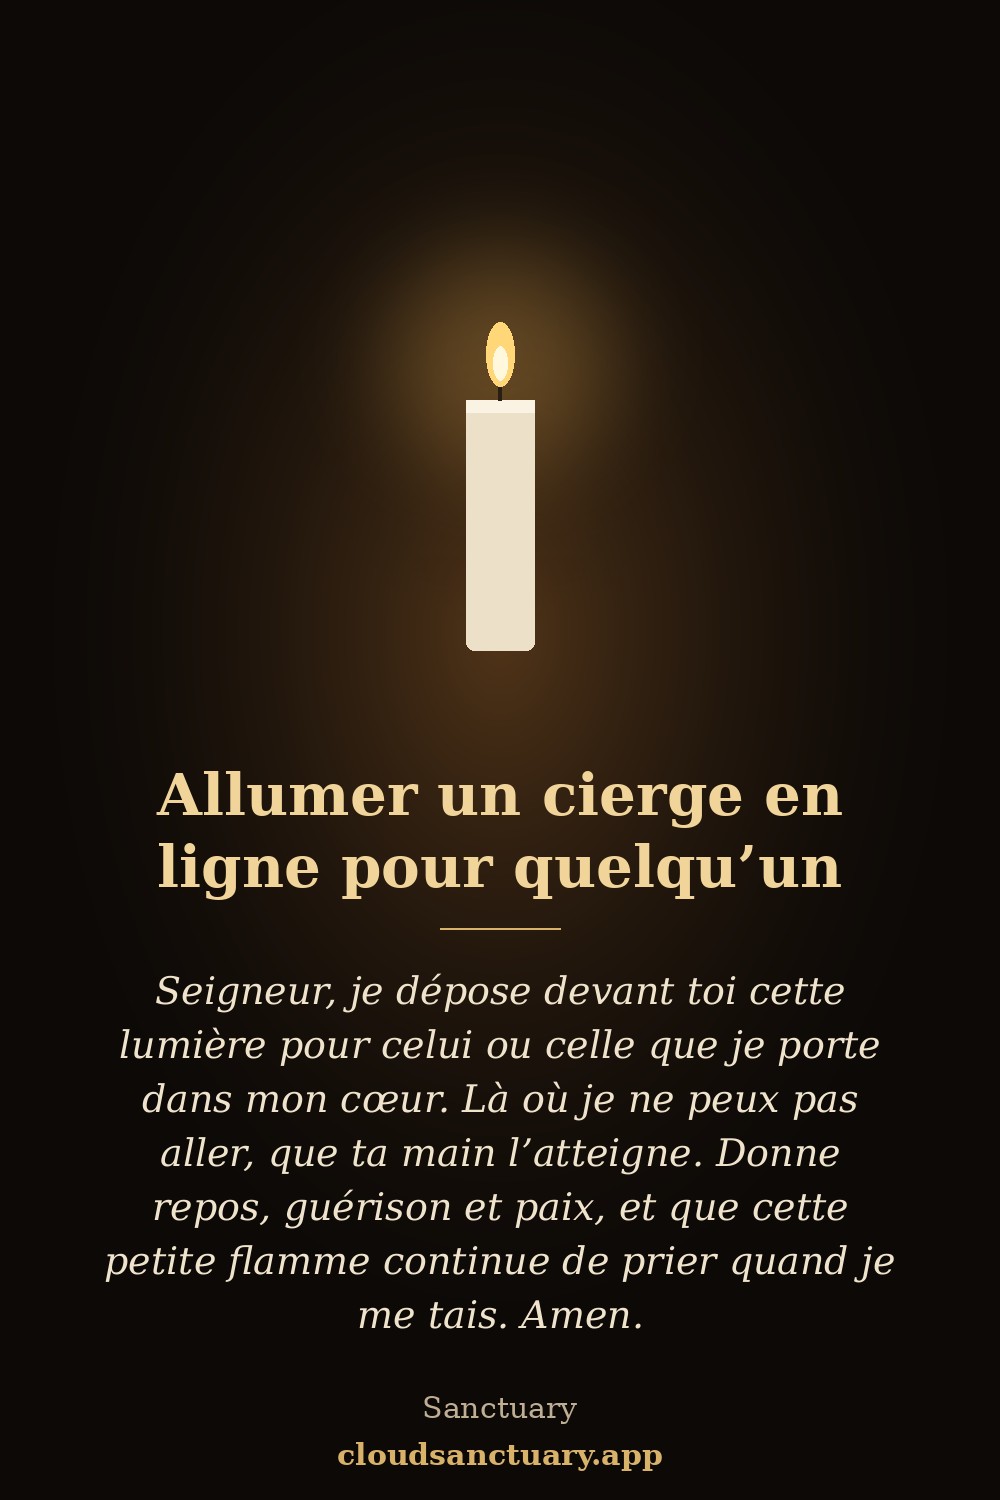 Allumer un cierge en
ligne pour quelqu’un
Seigneur, je dépose devant toi cette
lumière pour celui ou celle que je porte
dans mon cœur. Là où je ne peux pas
aller, que ta main l’atteigne. Donne
repos, guérison et paix, et que cette
petite flamme continue de prier quand je
me tais. Amen.
Sanctuary
cloudsanctuary.app